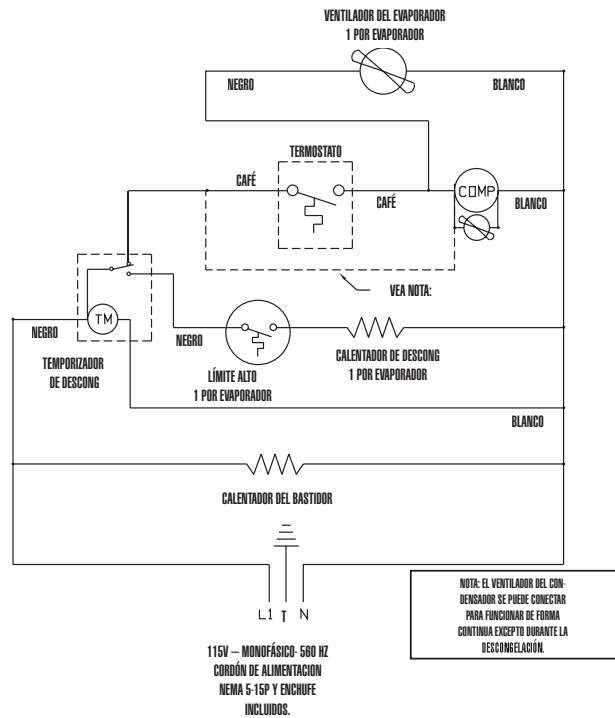 VENTILADOR DEL EVAPORADOR
1 POR EVAPORADOR
NEGRO
BLANCO
TERMOSTATO
CAFÉ
CAFÉ
COMP
BLANCO
VEA NOTA:
TM
NEGRO
NEGRO
TEMPORIZADOR
DE DESCONG
LÍMITE ALTO
1 POR EVAPORADOR
CALENTADOR DE DESCONG
1 POR EVAPORADOR
BLANCO
CALENTADOR DEL BASTIDOR
L1
N
115V – MONOFÁSICO- 560 HZ
CORDÓN DE ALIMENTACION
NEMA 5-15P Y ENCHUFE
INCLUIDOS.
NOTA: EL VENTILADOR DEL CON-
DENSADOR SE PUEDE CONECTAR
PARA FUNCIONAR DE FORMA
CONTINUA EXCEPTO DURANTE LA
DESCONGELACIÓN.